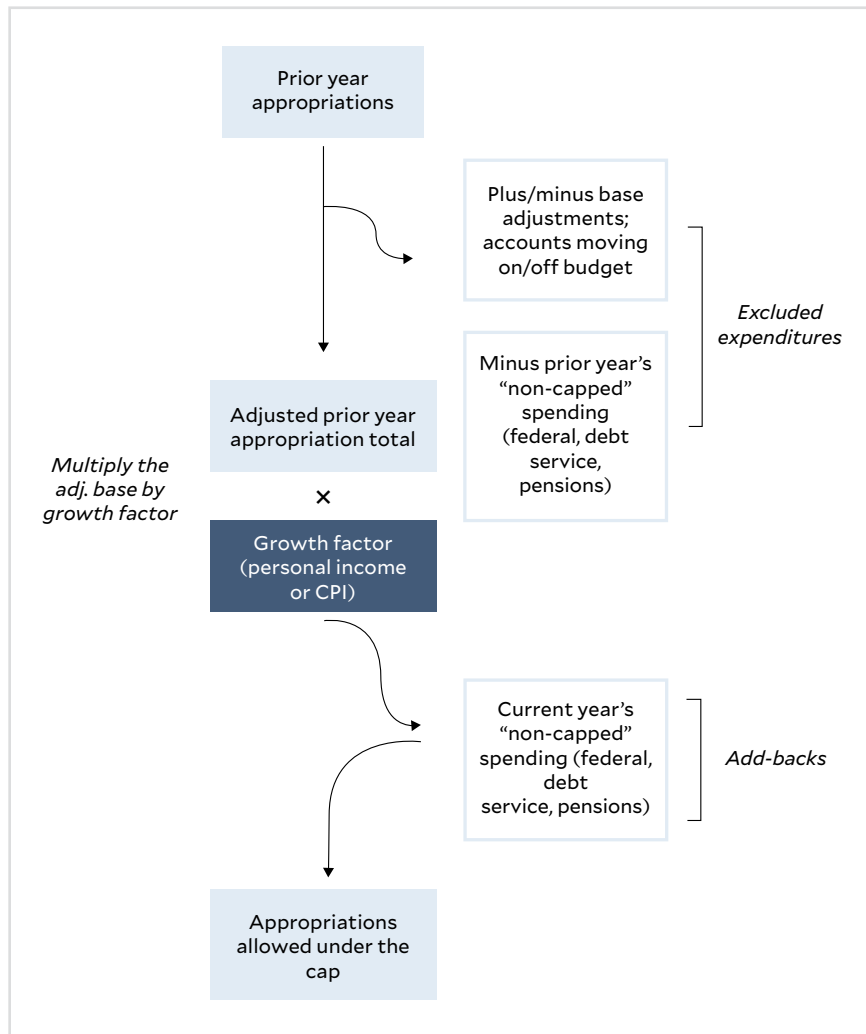 Prior year
appropriations
Plus/minus base
adjustments;
accounts moving
on/off budget
Excluded
expenditures
Minus prior year’s
“non-capped”
spending
(federal, debt
service,
pensions)
Adjusted prior year
appropriation total
Multiply the
adj. base by
growth factor
×
Growth factor
(personal income
or CPI)
Current year’s
“non-capped”
spending (federal,
debt
service, pensions)
Add-backs
Appropriations
allowed under the
cap